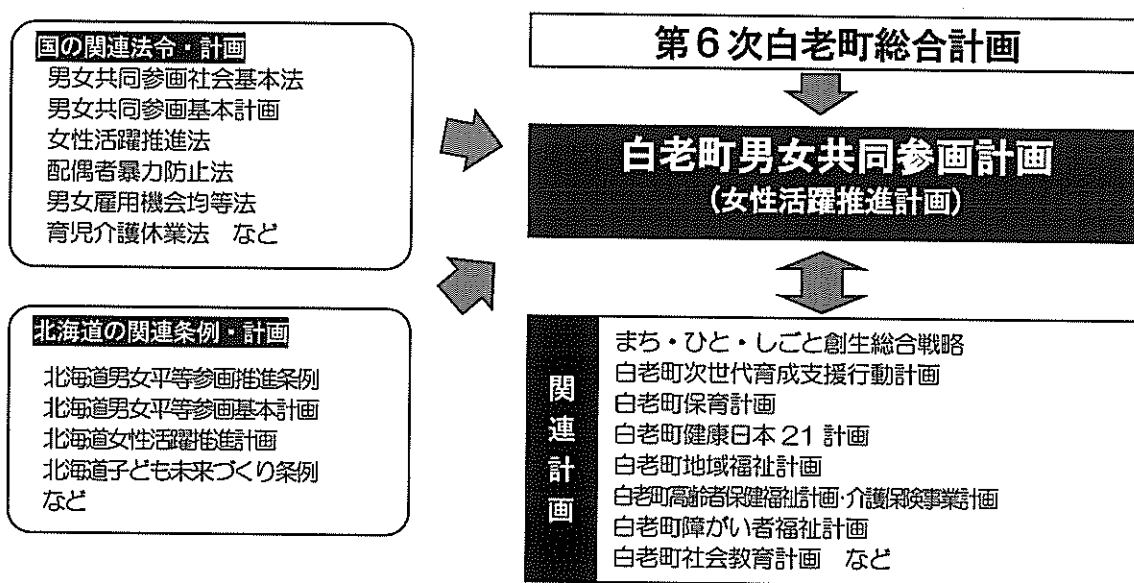 国の関連法令・計画
男女共同参画社会基本法
男女共同参画基本計画
女性活躍推進法
配偶者暴力防止法
男女雇用機会均等法
育児介護休業法 など
北海道の関連条例・計画
北海道男女平等参画推進条例
北海道男女平等参画基本計画
北海道女性活躍推進計画
北海道子ども未来づくり条例
など
第6次白老町総合計画
白老町男女共同参画計画
(女性活躍推進計画)
関連計画
まち・ひと・しごと創生総合戦略
白老町次世代育成支援行動計画
白老町保育計画
白老町健康日本21計画
白老町地域福祉計画
白老町高齢者保健福祉計画・介護保険事業計画
白老町障がい者福祉計画
白老町社会教育計画 など